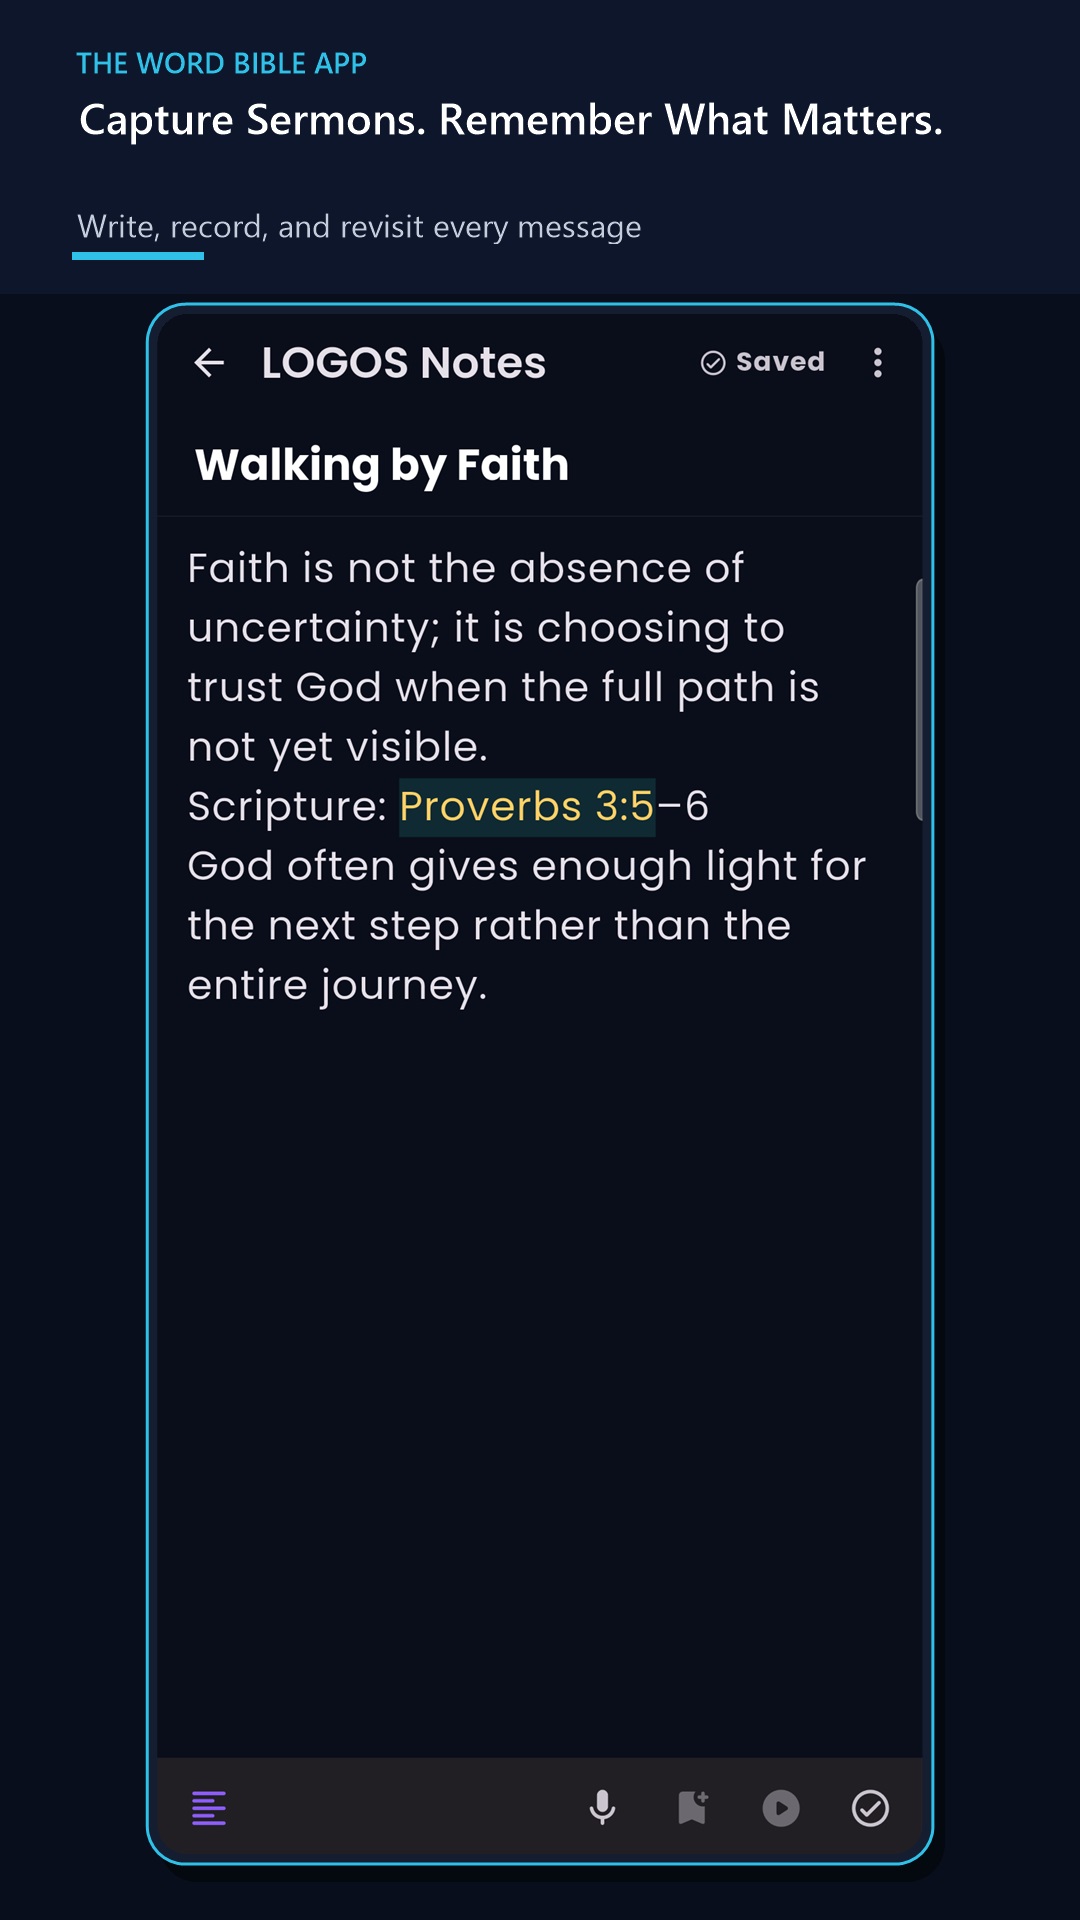 THE WORD BIBLE APP
Capture Sermons. Remember What Matters.
Write, record, and revisit every message
LOGOS Notes
Saved
Walking by Faith
Faith is not the absence of
uncertainty; it is choosing to
trust God when the full path is
not yet visible.
Scripture: Proverbs 3:5–6
God often gives enough light for
the next step rather than the
entire journey.